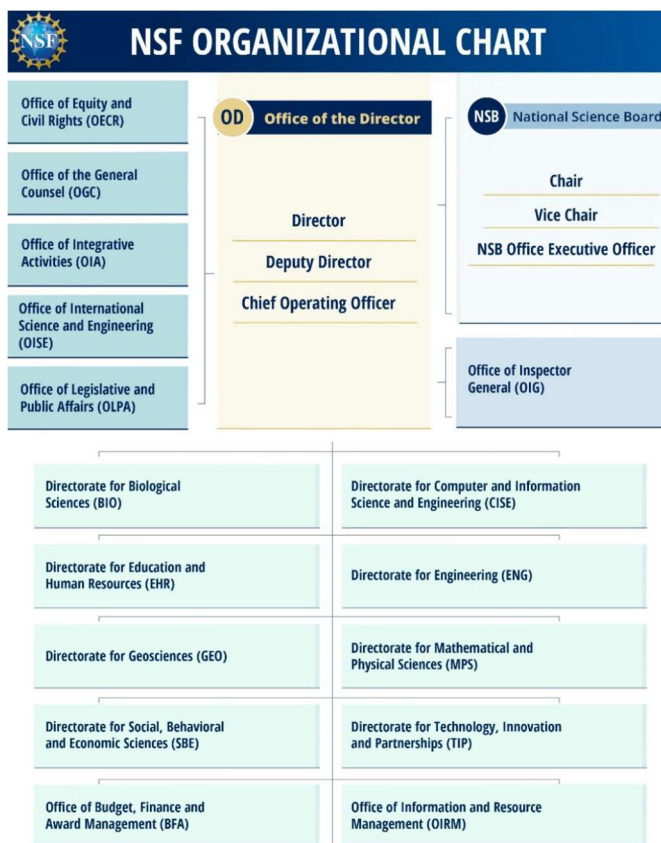 NSF
NSF ORGANIZATIONAL CHART
Office of Equity and
Civil Rights (OECR)
Office of the General
Counsel (OGC)
Office of Integrative
Activities (OIA)
Office of International
Science and Engineering
(OISE)
Office of Legislative and
Public Affairs (OLPA)
OD
Office of the Director
Director
Deputy Director
Chief Operating Officer
NSB
National Science Board
Chair
Vice Chair
NSB Office Executive Officer
Office of Inspector
General (OIG)
Directorate for Biological
Sciences (BIO)
Directorate for Computer and Information
Science and Engineering (CISE)
Directorate for Education and
Human Resources (EHR)
Directorate for Engineering (ENG)
Directorate for Geosciences (GEO)
Directorate for Mathematical and
Physical Sciences (MPS)
Directorate for Social, Behavioral
and Economic Sciences (SBE)
Directorate for Technology, Innovation
and Partnerships (TIP)
Office of Budget, Finance and
Award Management (BFA)
Office of Information and Resource
Management (OIRM)